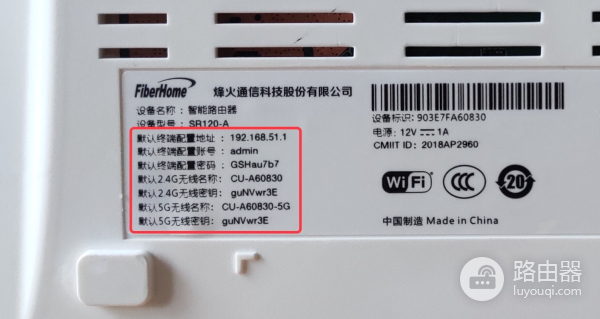 FiberHome 烽火通信科技股份有限公司
设备名称：智能路由器
设备型号：SR120-A
默认终端配置地址：192.168.51.1
默认终端配置账号：admin
默认终端配置密码：GSHau7b7
默认2.4G无线名称：CU-A60830
默认2.4G无线密钥：guNVwr3E
默认5G无线名称：CU-A60830-5G
默认5G无线密钥：guNVwr3E
设备标识：903E7FA60830
电源：12V 1A
CMIIT ID：2018AP2960
WiFi CCC 20
中国制造 Made in China
路由器
luyouqi.com